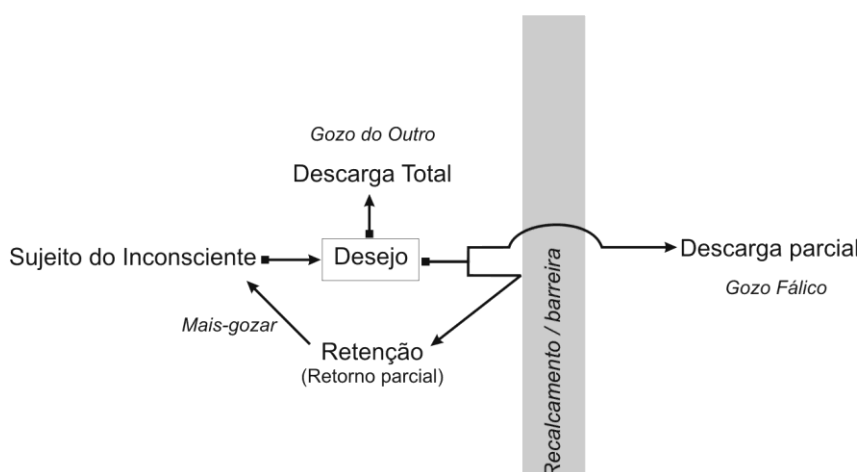 Gozo do Outro
Descarga Total
Sujeito do Inconsciente
Desejo
Descarga parcial
Gozo Fálico
Mais-gozar
Retenção
(Retorno parcial)
Recalcamento / barreira